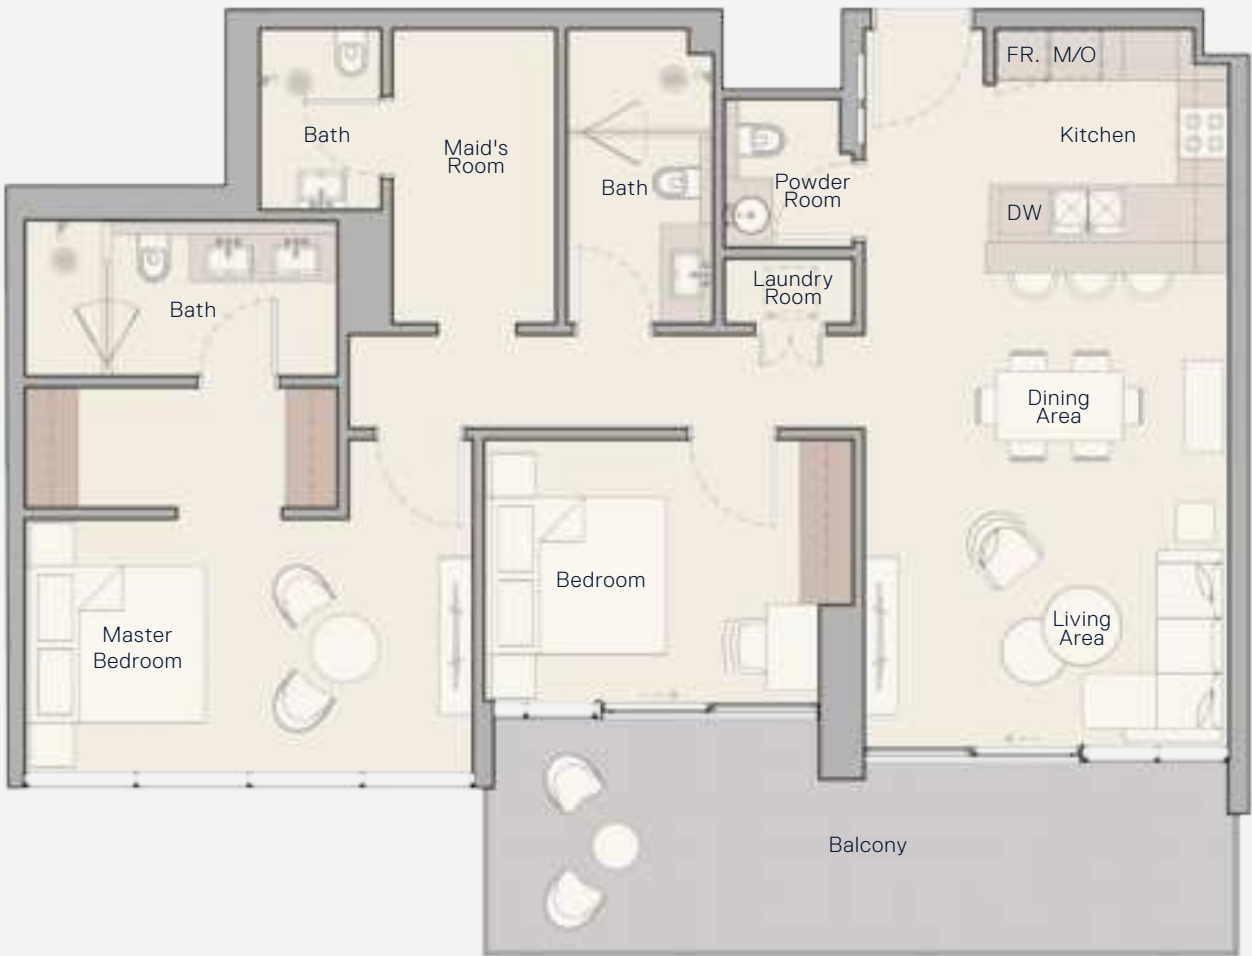 FR. M/O
Bath
Maid's
Room
Kitchen
Bath
Powder
Room
DW
Laundry
Room
Bath
Dining
Area
Bedroom
Living
Area
Master
Bedroom
Balcony